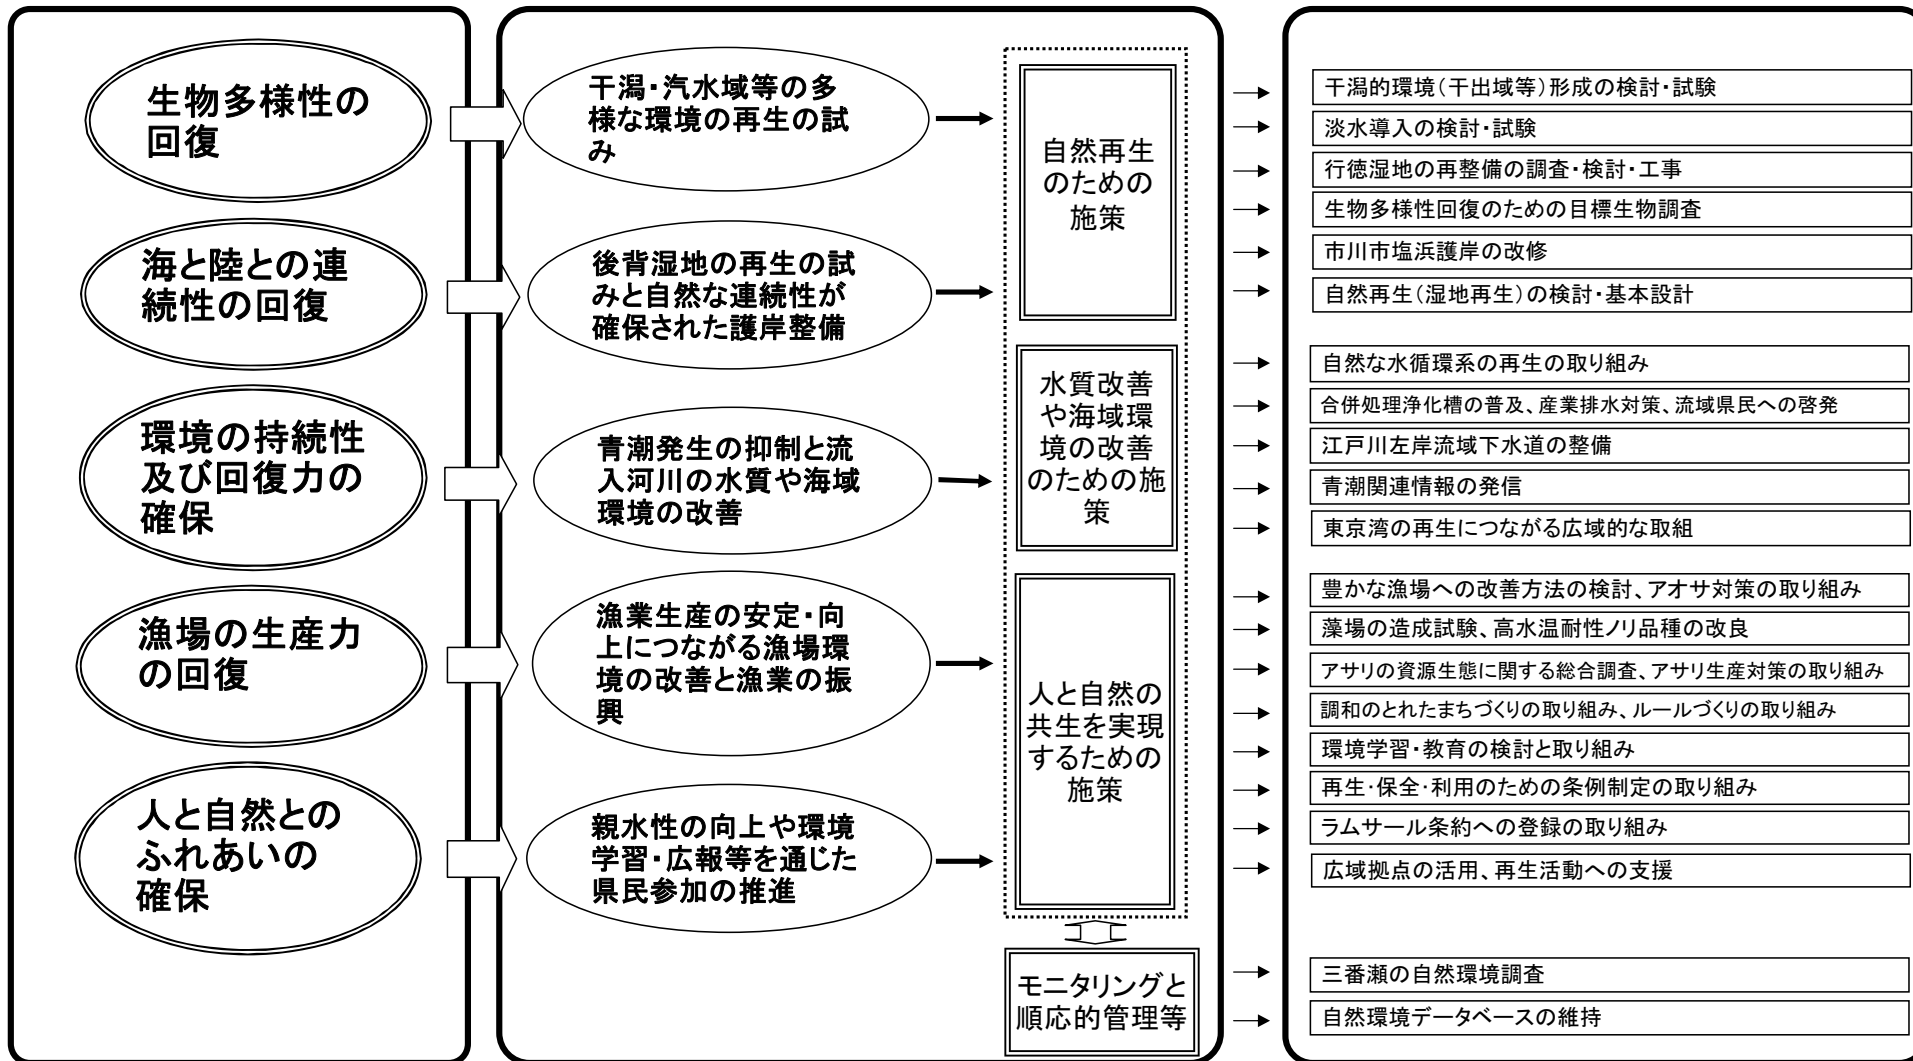 生物多様性の
回復
海と陸との連
続性の回復
環境の持続性
及び回復力の
確保
漁場の生産力
の回復
人と自然との
ふれあいの
確保
干潟・汽水域等の多
様な環境の再生の試
み
後背湿地の再生の試
みと自然な連続性が
確保された護岸整備
青潮発生の抑制と流
入河川の水質や海域
環境の改善
漁業生産の安定・向
上につながる漁場環
境の改善と漁業の振
興
親水性の向上や環境
学習・広報等を通じた
県民参加の推進
自然再生
のための
施策
水質改善
や海域環
境の改善
のための施
策
人と自然の
共生を実現
するための
施策
モニタリングと
順応的管理等
干潟的環境（干出域等）形成の検討・試験
淡水導入の検討・試験
行徳湿地の再整備の調査・検討・工事
生物多様性回復のための目標生物調査
市川市塩浜護岸の改修
自然再生（湿地再生）の検討・基本設計
自然な水循環系の再生の取り組み
合併処理浄化槽の普及、産業排水対策、流域県民への啓発
江戸川左岸流域下水道の整備
青潮関連情報の発信
東京湾の再生につながる広域的な取組
豊かな漁場への改善方法の検討、アオサ対策の取り組み
藻場の造成試験、高水温耐性ノリ品種の改良
アサリの資源生態に関する総合調査、アサリ生産対策の取り組み
調和のとれたまちづくりの取り組み、ルールづくりの取り組み
環境学習・教育の検討と取り組み
再生・保全・利用のための条例制定の取り組み
ラムサール条約への登録の取り組み
広域拠点の活用、再生活動への支援
三番瀬の自然環境調査
自然環境データベースの維持